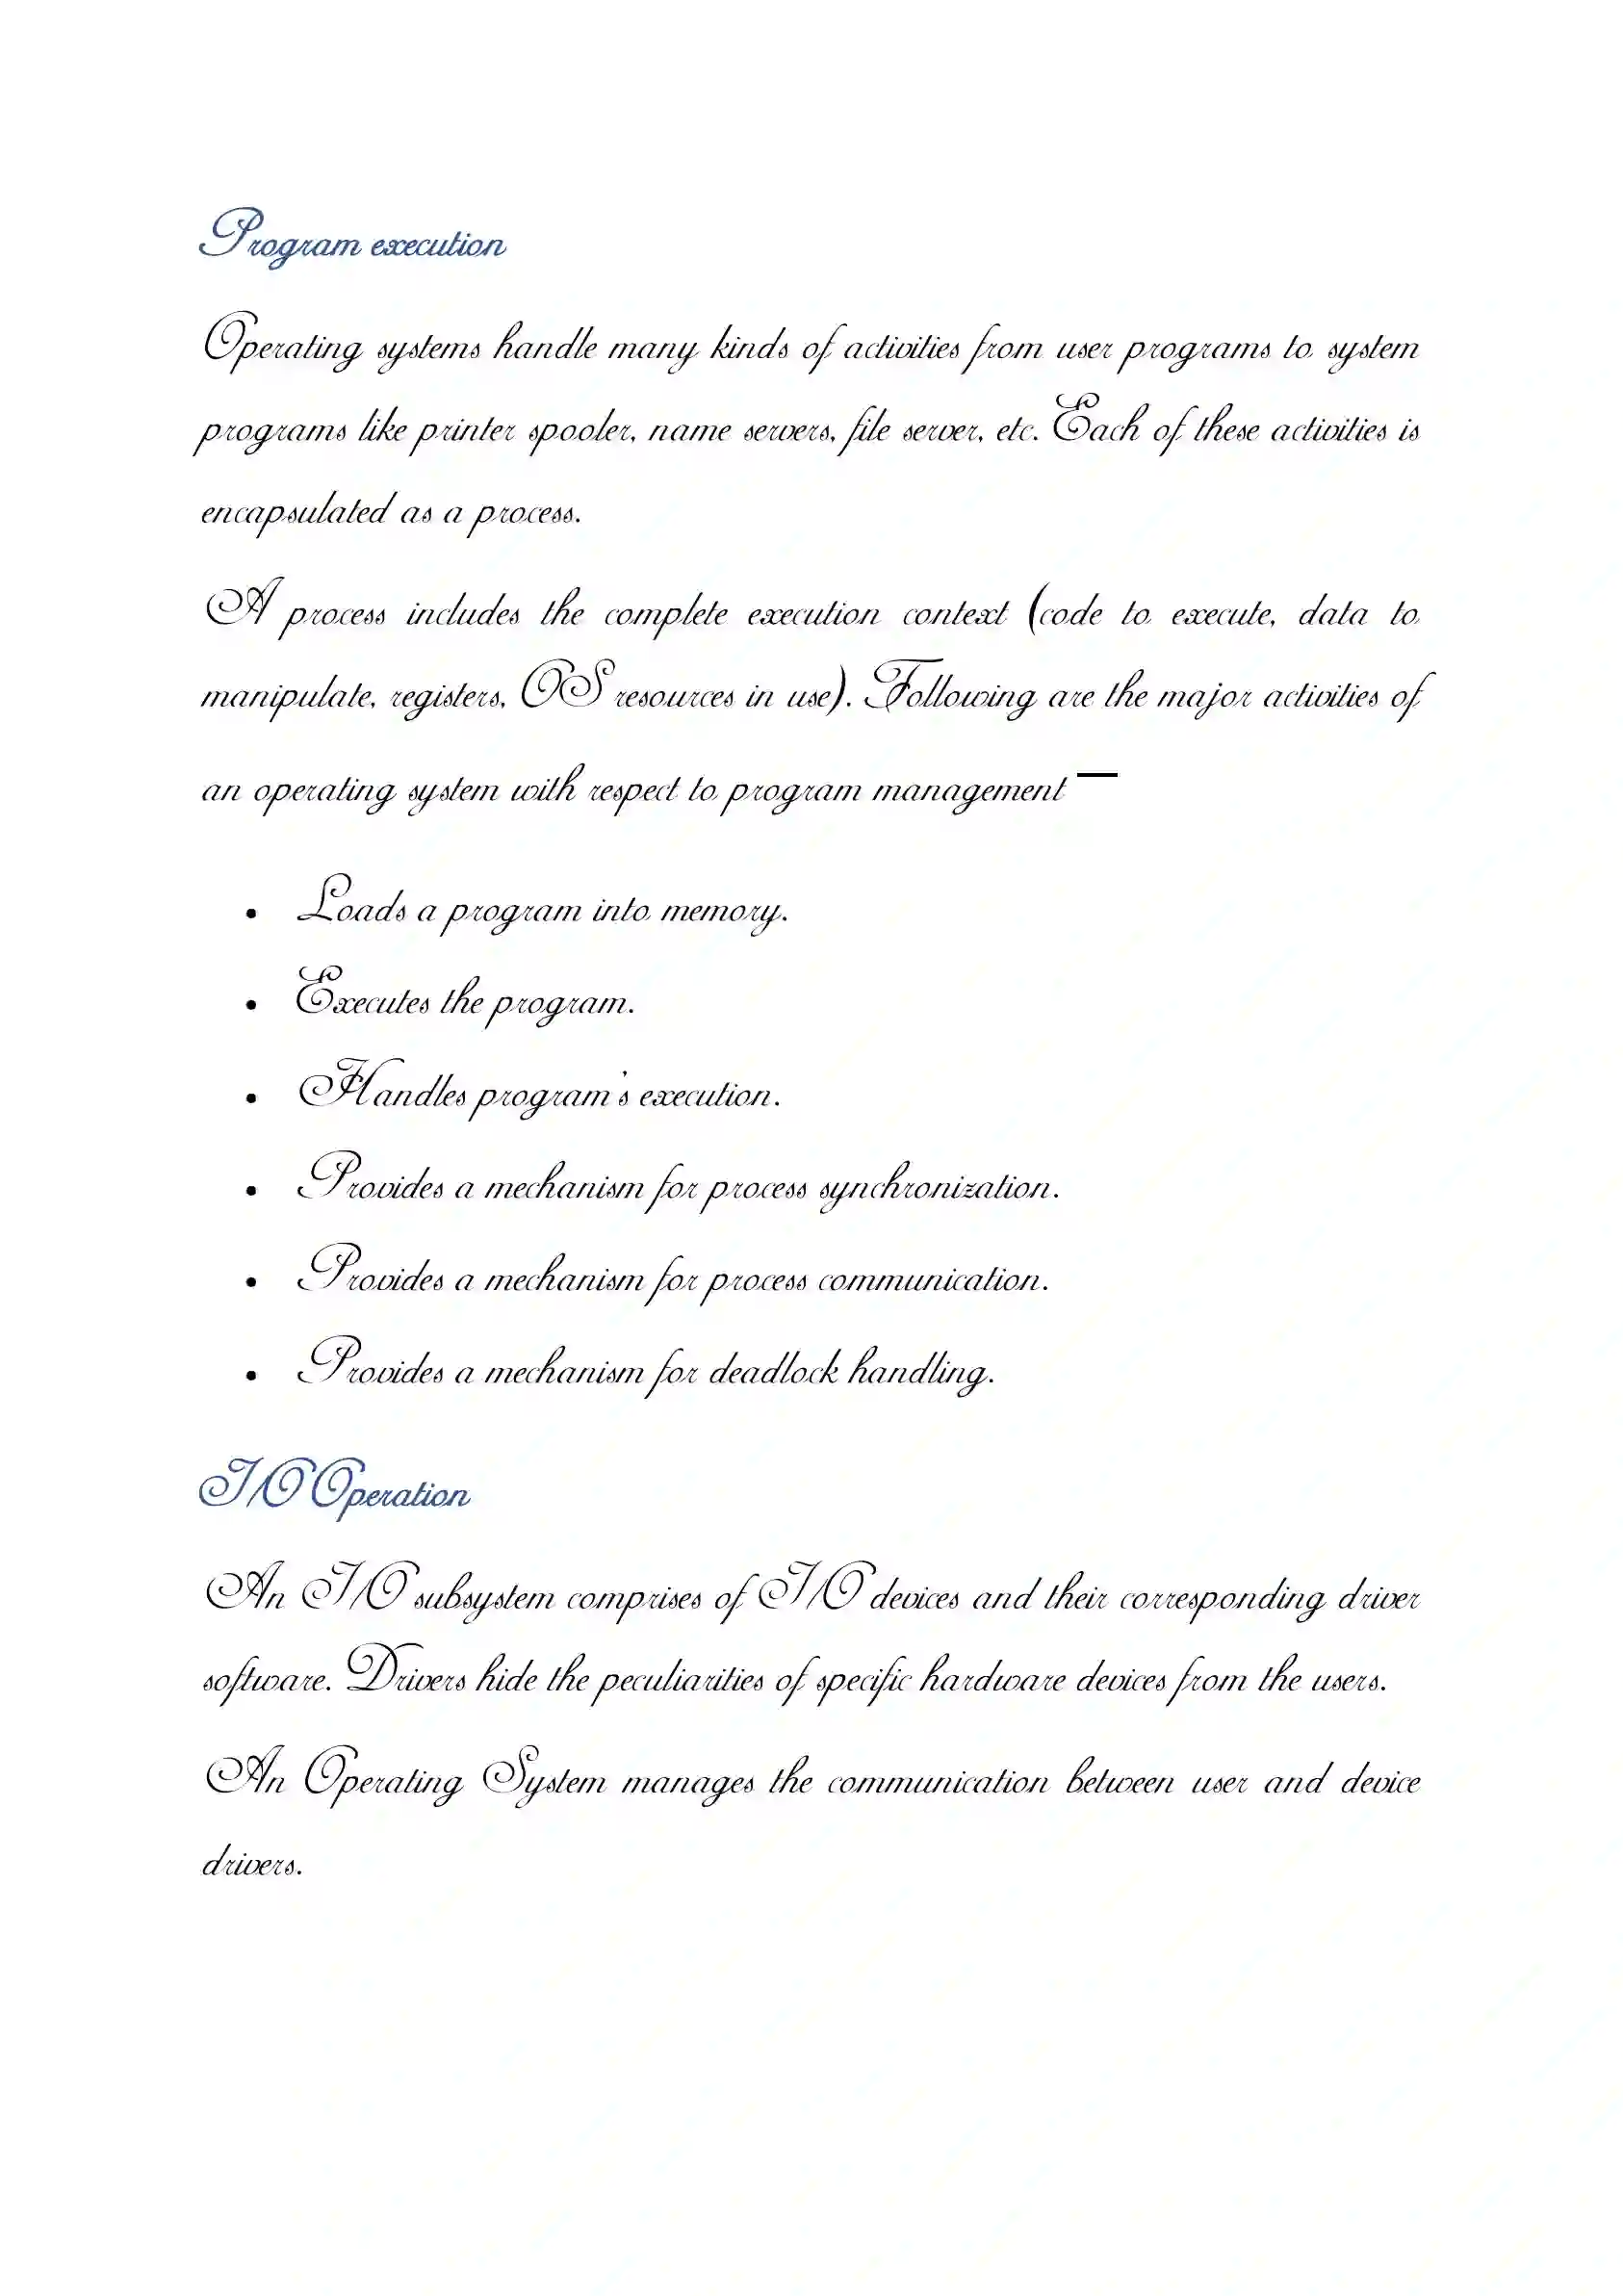 Program execution
Operating systems handle many kinds of activities from user programs to system
programs like printer spooler, name servers, file server, etc. Each of these activities is
encapsulated as a process.
A process includes the complete execution context (code to execute, data to
manipulate, registers, OS resources in use). Following are the major activities of
an operating system with respect to program management −
• Loads a program into memory.
• Executes the program.
• Handles program's execution.
• Provides a mechanism for process synchronization.
• Provides a mechanism for process communication.
• Provides a mechanism for deadlock handling.
I/O Operation
An I/O subsystem comprises of I/O devices and their corresponding driver
software. Drivers hide the peculiarities of specific hardware devices from the users.
An Operating System manages the communication between user and device
drivers.